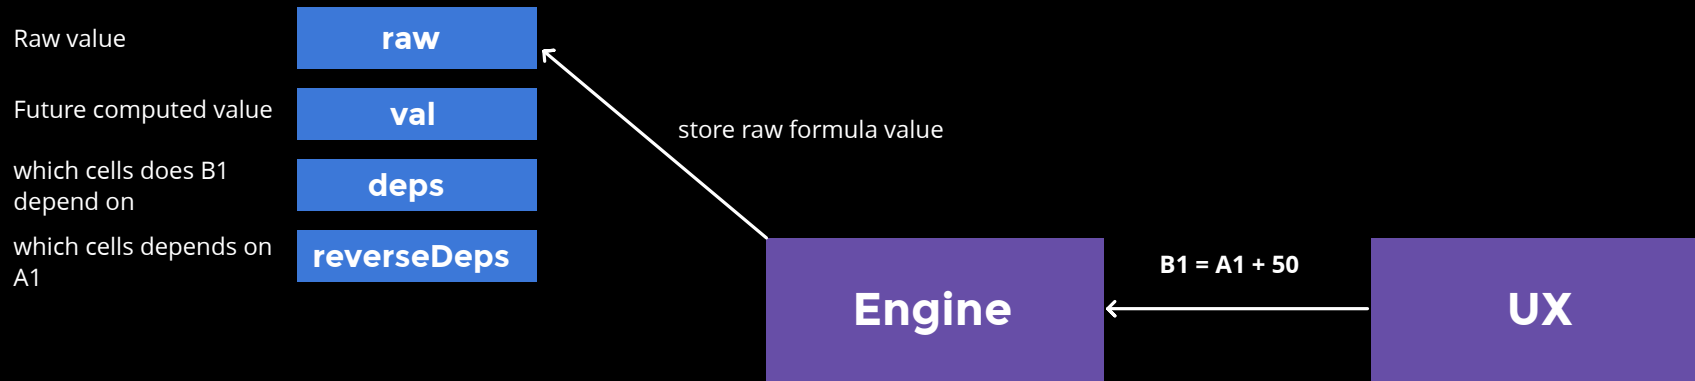 Raw value
raw
Future computed value
val
store raw formula value
which cells does B1
depend on
deps
which cells depends on
A1
reverseDeps
B1 = A1 + 50
Engine
UX